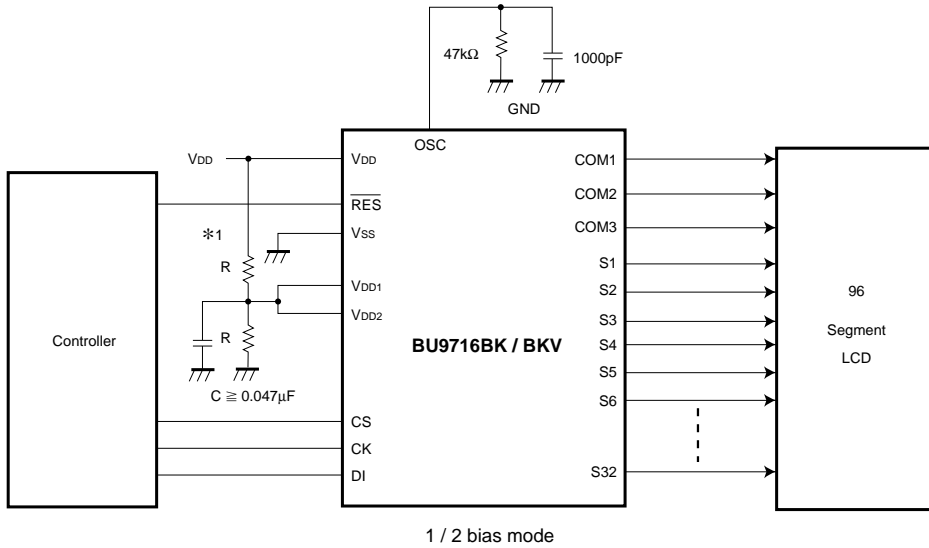 47kΩ
1000pF
GND
OSC
VDD
VDD
RES
VSS
VDD1
VDD2
CS
CK
DI
*1
R
R
C ≧ 0.047µF
Controller
BU9716BK / BKV
COM1
COM2
COM3
S1
S2
S3
S4
S5
S6
S32
96
Segment
LCD
1 / 2 bias mode